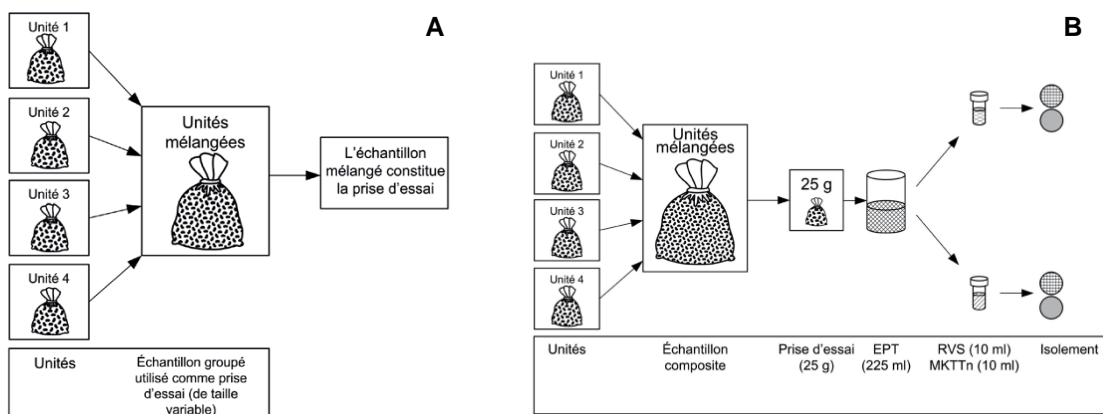 A
Unité 1
Unité 2
Unité 3
Unité 4
Unités
mélangées
L'échantillon
mélangé constitue
la prise d'essai
Unités
Échantillon groupé
utilisé comme prise
d'essai (de taille
variable)
B
Unité 1
Unité 2
Unité 3
Unité 4
Unités
mélangées
25 g
Unités
Échantillon
composite
Prise d'essai
(25 g)
EPT
(225 ml)
RVS (10 ml)
MKTTn (10 ml)
Isolement